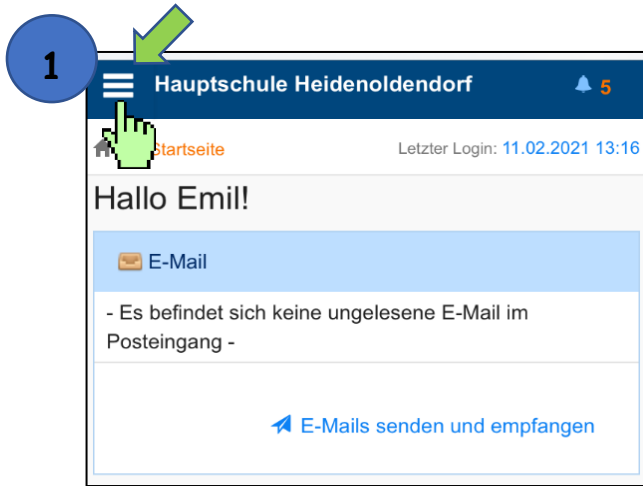 1
Hauptschule Heidenoldendorf 5
Startseite Letzter Login: 11.02.2021 13:16
Hallo Emil!
E-Mail
- Es befindet sich keine ungelesene E-Mail im
Posteingang -
E-Mails senden und empfangen